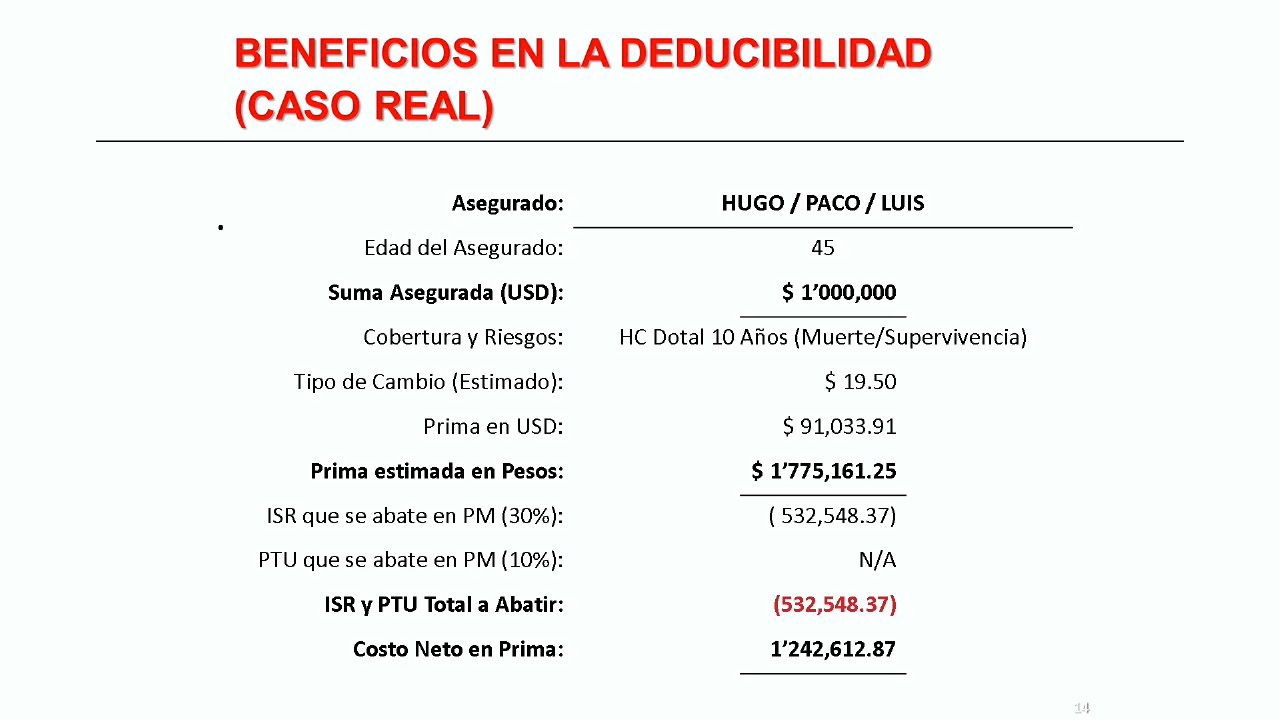 BENEFICIOS EN LA DEDUCIBILIDAD
(CASO REAL)
Asegurado: HUGO / PACO / LUIS
Edad del Asegurado: 45
Suma Asegurada (USD): $ 1’000,000
Cobertura y Riesgos: HC Dotal 10 Años (Muerte/Supervivencia)
Tipo de Cambio (Estimado): $ 19.50
Prima en USD: $ 91,033.91
Prima estimada en Pesos: $ 1’775,161.25
ISR que se abate en PM (30%): ( 532,548.37)
PTU que se abate en PM (10%): N/A
ISR y PTU Total a Abatir: (532,548.37)
Costo Neto en Prima: 1’242,612.87
14